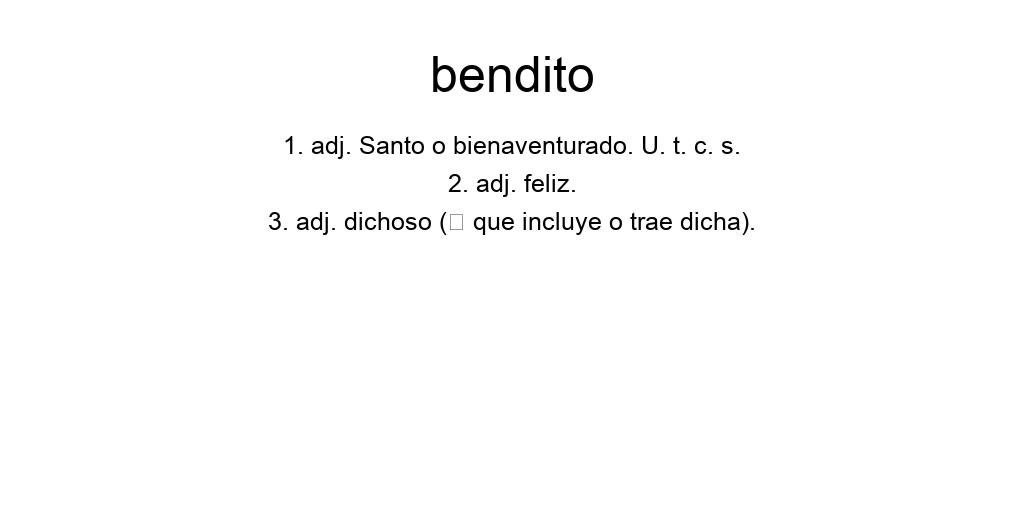 bendito
1. adj. Santo o bienaventurado. U. t. c. s.
2. adj. feliz.
3. adj. dichoso (□ que incluye o trae dicha).